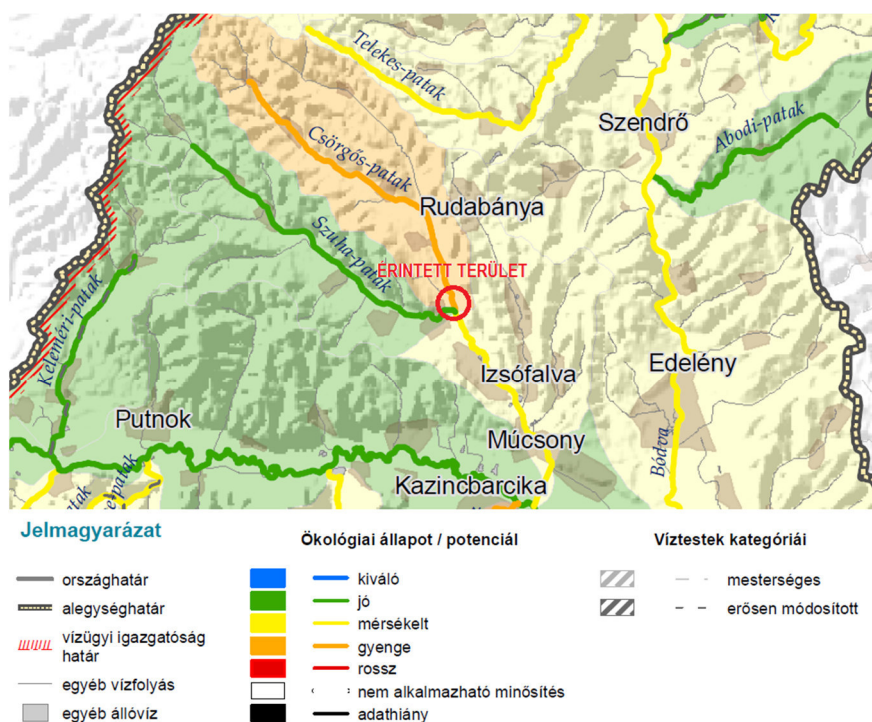 Telekes-patak
Szendrő
Abodi-patak
Csörgős-patak
Rudabánya
Szuha-patak
ÉRINTETT TERÜLET
Keleméri-patak
Izsófalva
Edelény
Putnok
Múcsony
Bódva
Kazincbarcika
patak
e-patak
Jelmagyarázat
Ökológiai állapot / potenciál
Víztestek kategóriái
országhatár
kiváló
mesterséges
alegységhatár
jó
erősen módosított
vízügyi igazgatóság
határ
mérsékelt
gyenge
egyéb vízfolyás
rossz
nem alkalmazható minősítés
egyéb állóvíz
adathiány